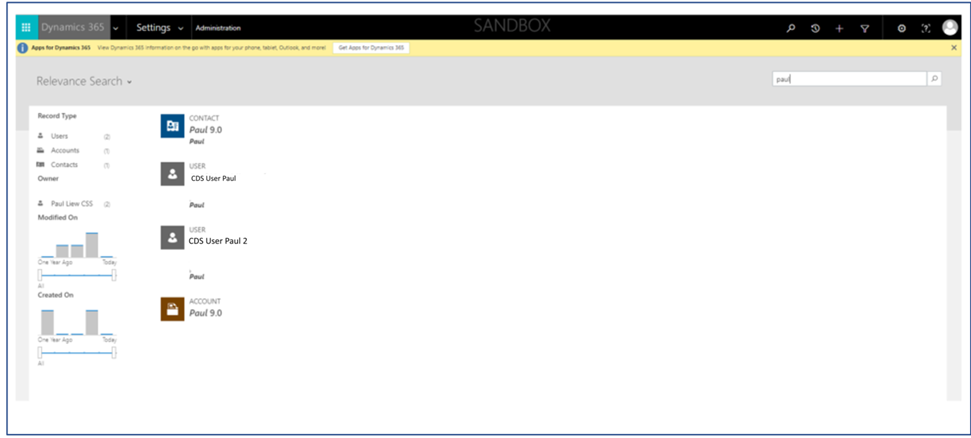 Dynamics 365 Settings Administration SANDBOX
Apps for Dynamics 365 View Dynamics 365 information on the go with apps for your phone, tablet, Outlook, and more! Get Apps for Dynamics 365
Relevance Search
paul
Record Type
Users (2)
Accounts (1)
Contacts (1)
Owner
Paul Liew CSS (2)
Modified On
One Year Ago Today
All
Created On
One Year Ago Today
All
CONTACT
Paul 9.0
Paul
USER
CDS User Paul
Paul
USER
CDS User Paul 2
Paul
ACCOUNT
Paul 9.0